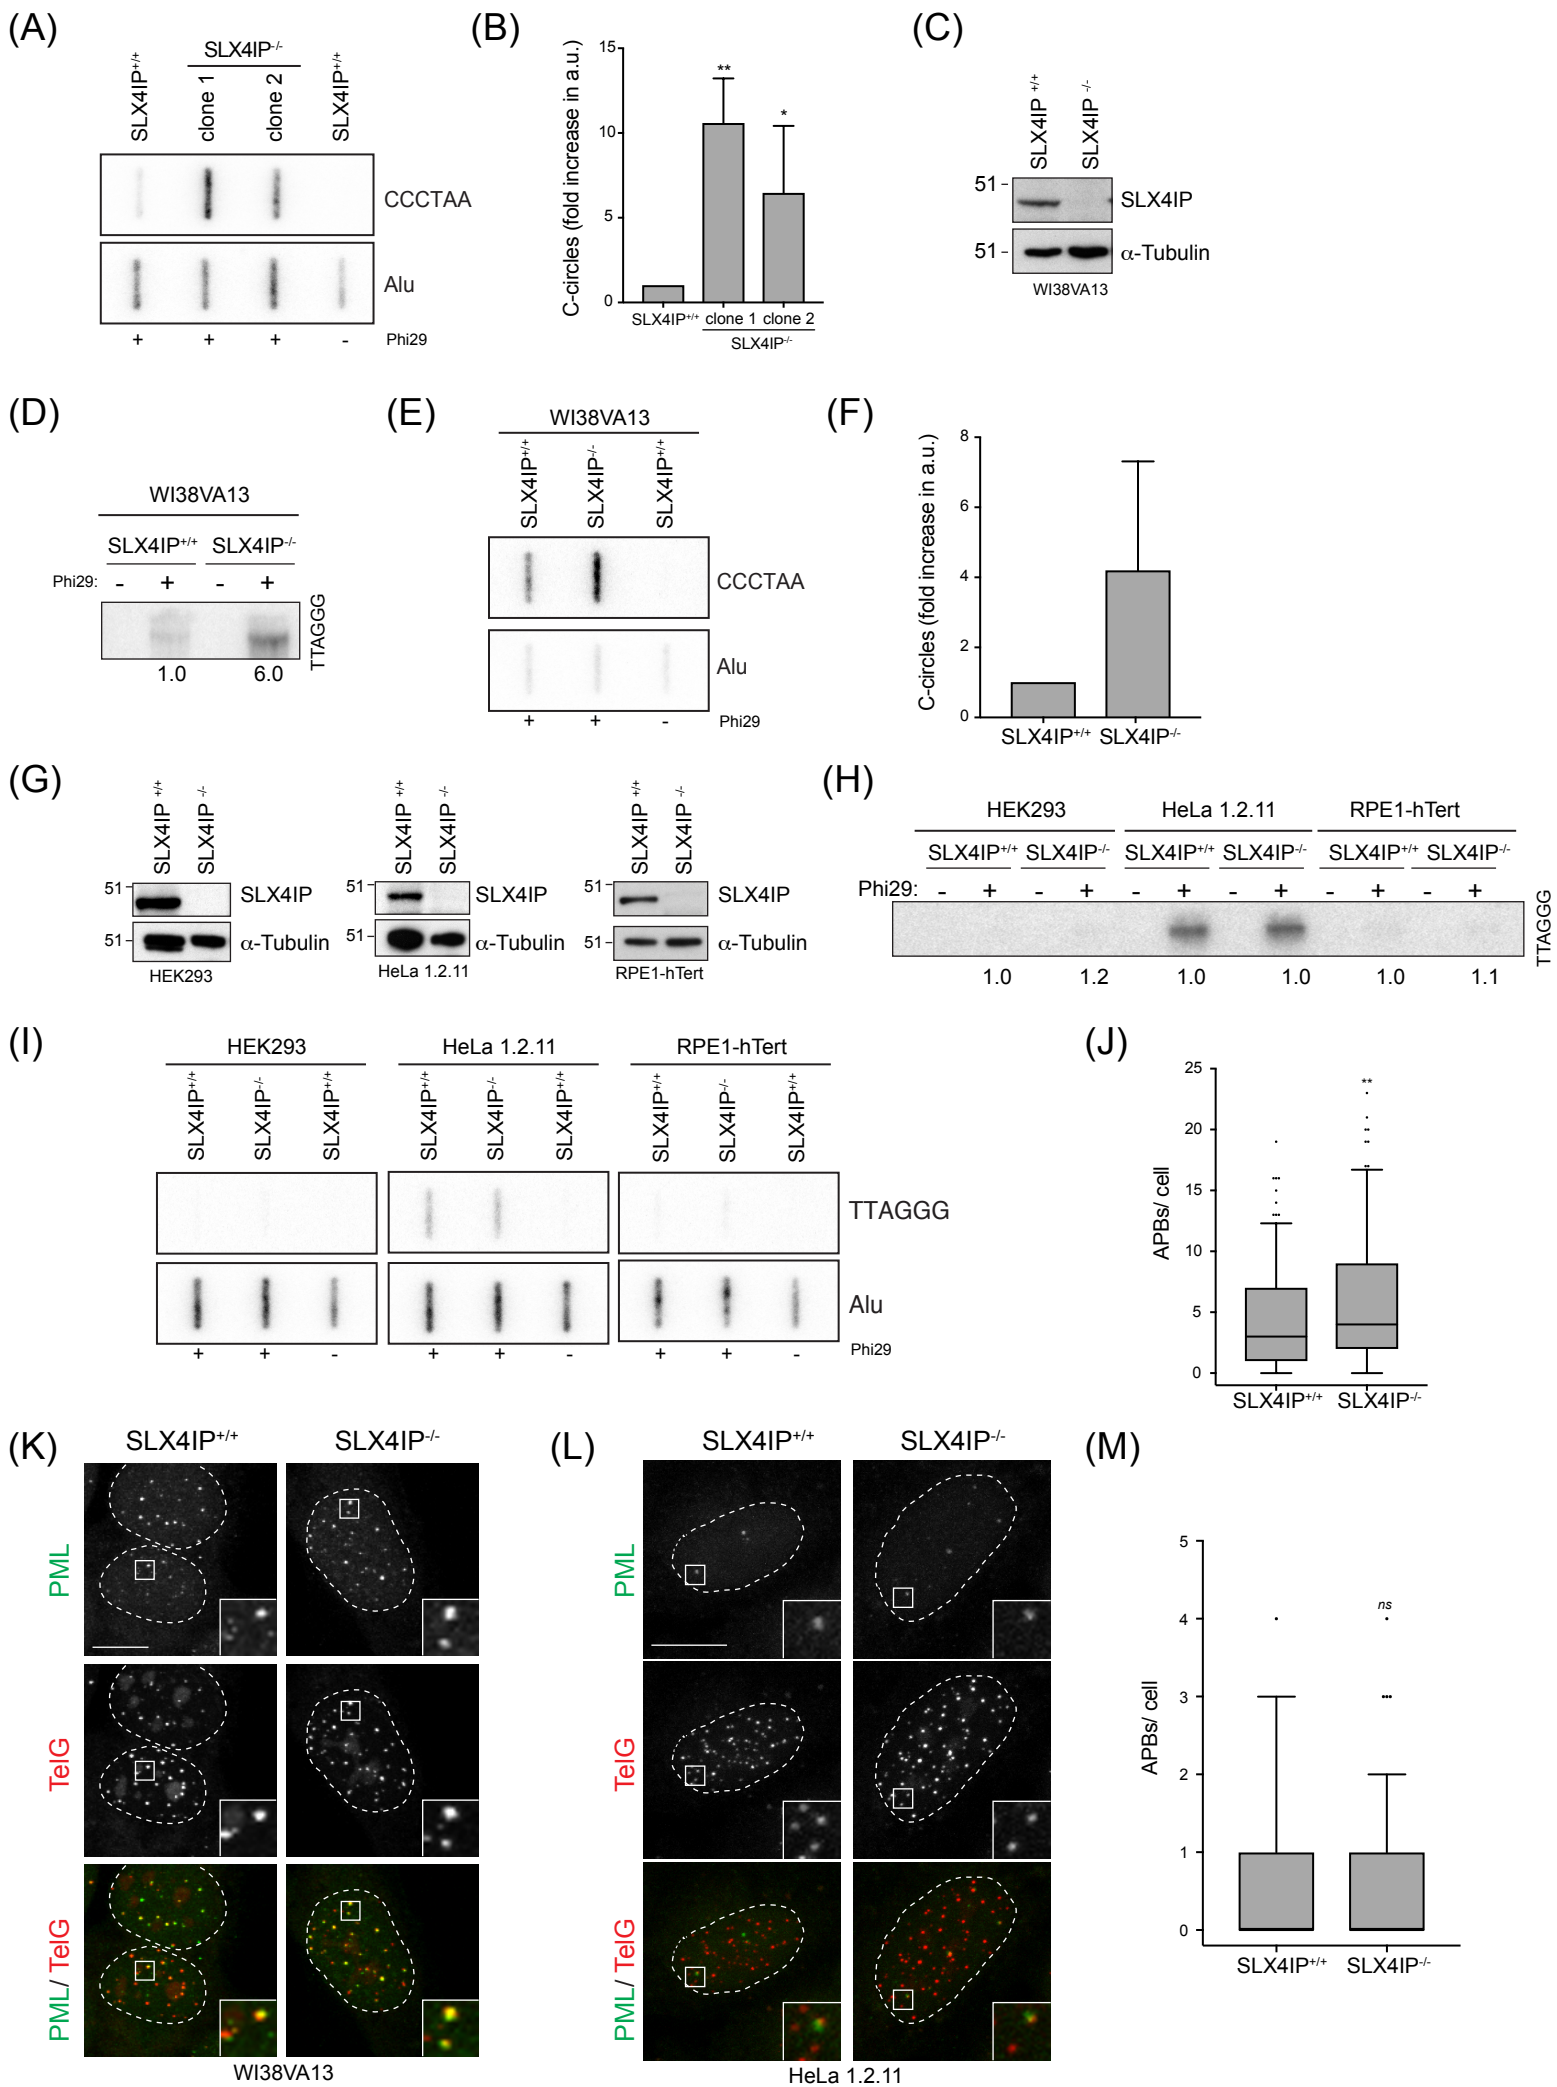 (A)
SLX4IP+/+
SLX4IP-/-
clone 1
clone 2
SLX4IP+/+
CCCTAA
Alu
+ + + - Phi29
(B)
C-circles (fold increase in a.u.)
15
10
5
0
**
*
SLX4IP+/+ clone 1 clone 2
SLX4IP-/-
(C)
SLX4IP +/+
SLX4IP -/-
51
SLX4IP
51
α-Tubulin
WI38VA13
(D)
WI38VA13
SLX4IP+/+ SLX4IP-/-
Phi29: - + - +
TTAGGG
1.0 6.0
(E)
WI38VA13
SLX4IP+/+
SLX4IP-/-
SLX4IP+/+
CCCTAA
Alu
+ + - Phi29
(F)
C-circles (fold increase in a.u.)
8
6
4
2
0
SLX4IP+/+ SLX4IP-/-
(G)
SLX4IP +/+
SLX4IP -/-
51
SLX4IP
51
α-Tubulin
HEK293
SLX4IP +/+
SLX4IP -/-
51
SLX4IP
51
α-Tubulin
HeLa 1.2.11
SLX4IP +/+
SLX4IP -/-
51
SLX4IP
51
α-Tubulin
RPE1-hTert
(H)
HEK293 HeLa 1.2.11 RPE1-hTert
SLX4IP+/+ SLX4IP-/- SLX4IP+/+ SLX4IP-/- SLX4IP+/+ SLX4IP-/-
Phi29: - + - + - + - + - + - +
TTAGGG
1.0 1.2 1.0 1.0 1.0 1.1
(I)
HEK293 HeLa 1.2.11 RPE1-hTert
SLX4IP+/+
SLX4IP-/-
SLX4IP+/+
SLX4IP+/+
SLX4IP-/-
SLX4IP+/+
SLX4IP+/+
SLX4IP-/-
SLX4IP+/+
TTAGGG
Alu
+ + - + + - + + - Phi29
(J)
APBs/ cell
25
20
15
10
5
0
**
SLX4IP+/+ SLX4IP-/-
(K)
SLX4IP+/+ SLX4IP-/-
PML
TelG
PML/ TelG
WI38VA13
(L)
SLX4IP+/+ SLX4IP-/-
PML
TelG
PML/ TelG
HeLa 1.2.11
(M)
APBs/ cell
5
4
3
2
1
0
ns
SLX4IP+/+ SLX4IP-/-